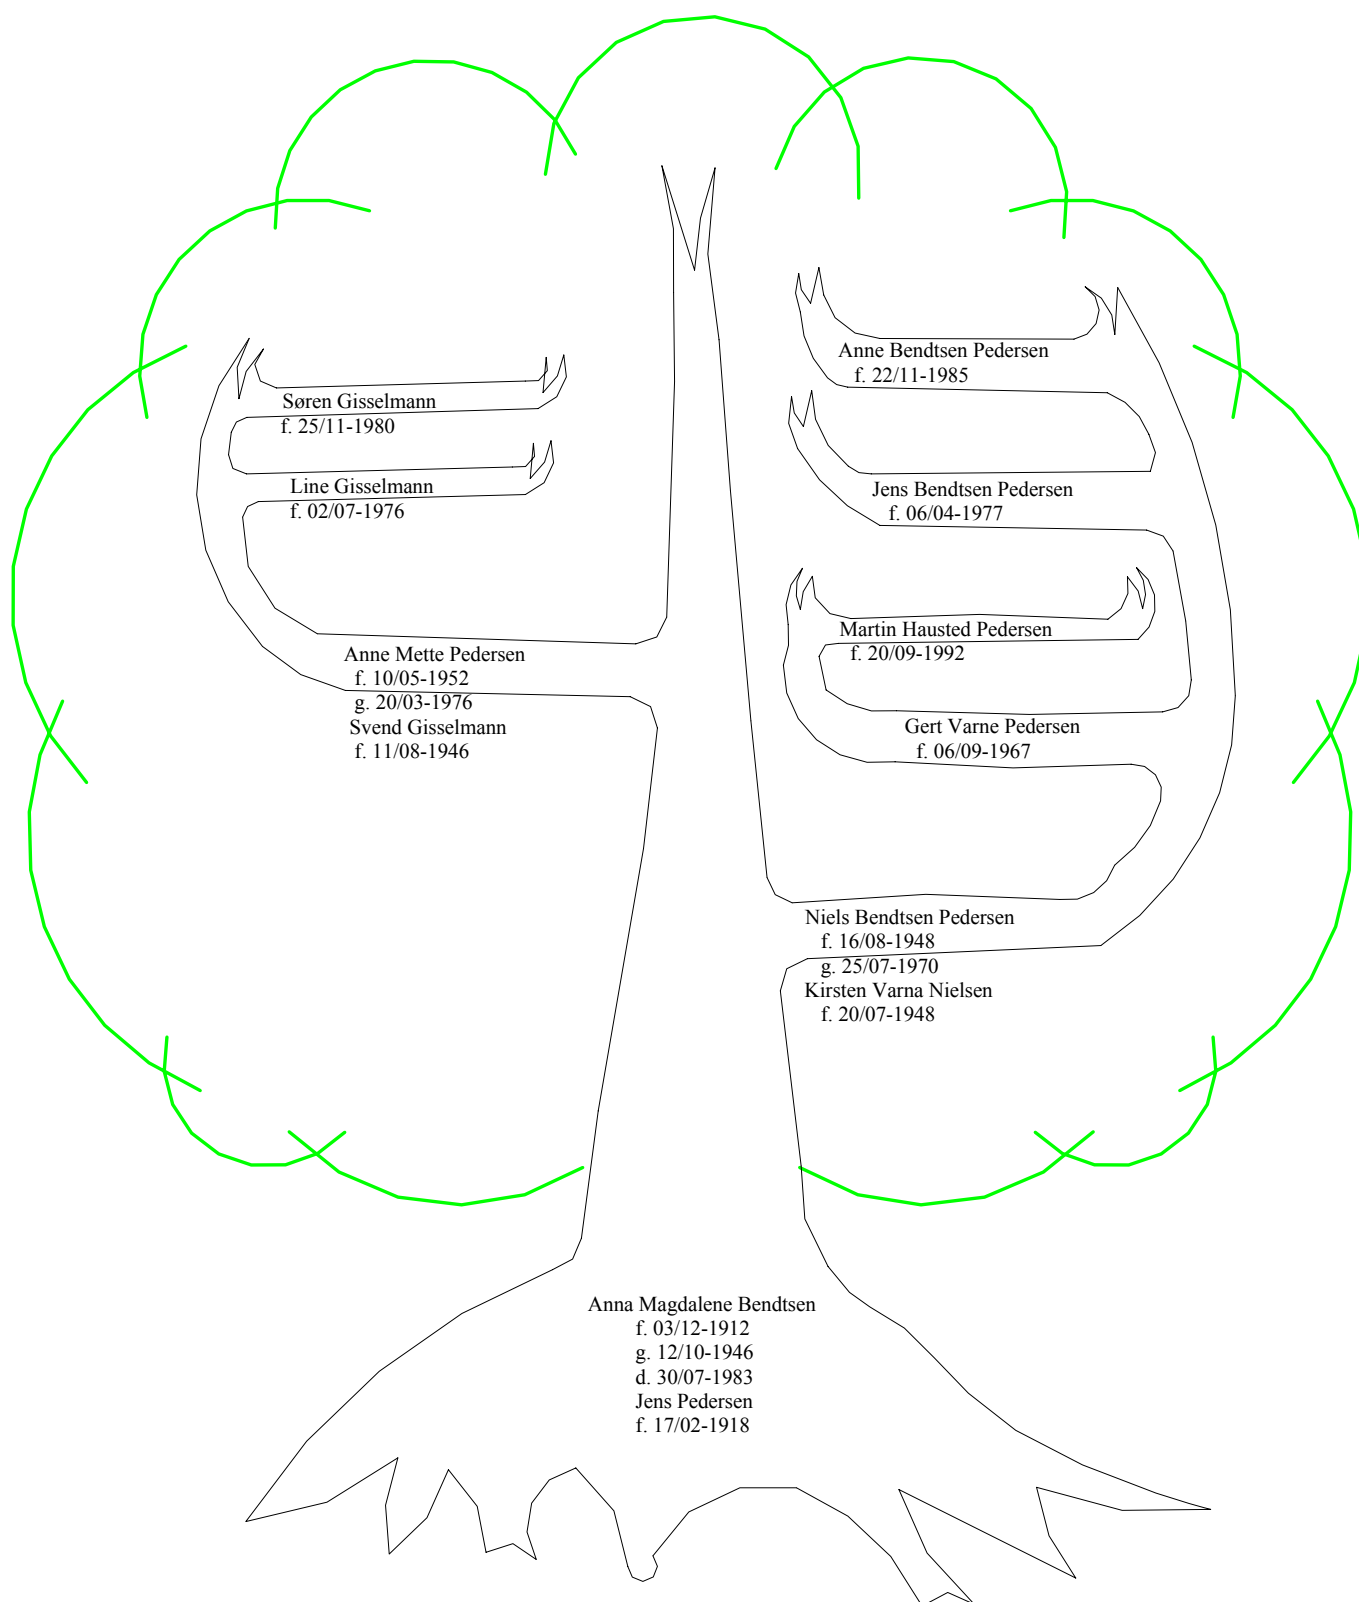 Anne Bendtsen Pedersen
f. 22/11-1985
Søren Gisselmann
f. 25/11-1980
Line Gisselmann
f. 02/07-1976
Jens Bendtsen Pedersen
f. 06/04-1977
Martin Hausted Pedersen
f. 20/09-1992
Anne Mette Pedersen
f. 10/05-1952
g. 20/03-1976
Svend Gisselmann
f. 11/08-1946
Gert Varne Pedersen
f. 06/09-1967
Niels Bendtsen Pedersen
f. 16/08-1948
g. 25/07-1970
Kirsten Varna Nielsen
f. 20/07-1948
Anna Magdalene Bendtsen
f. 03/12-1912
g. 12/10-1946
d. 30/07-1983
Jens Pedersen
f. 17/02-1918